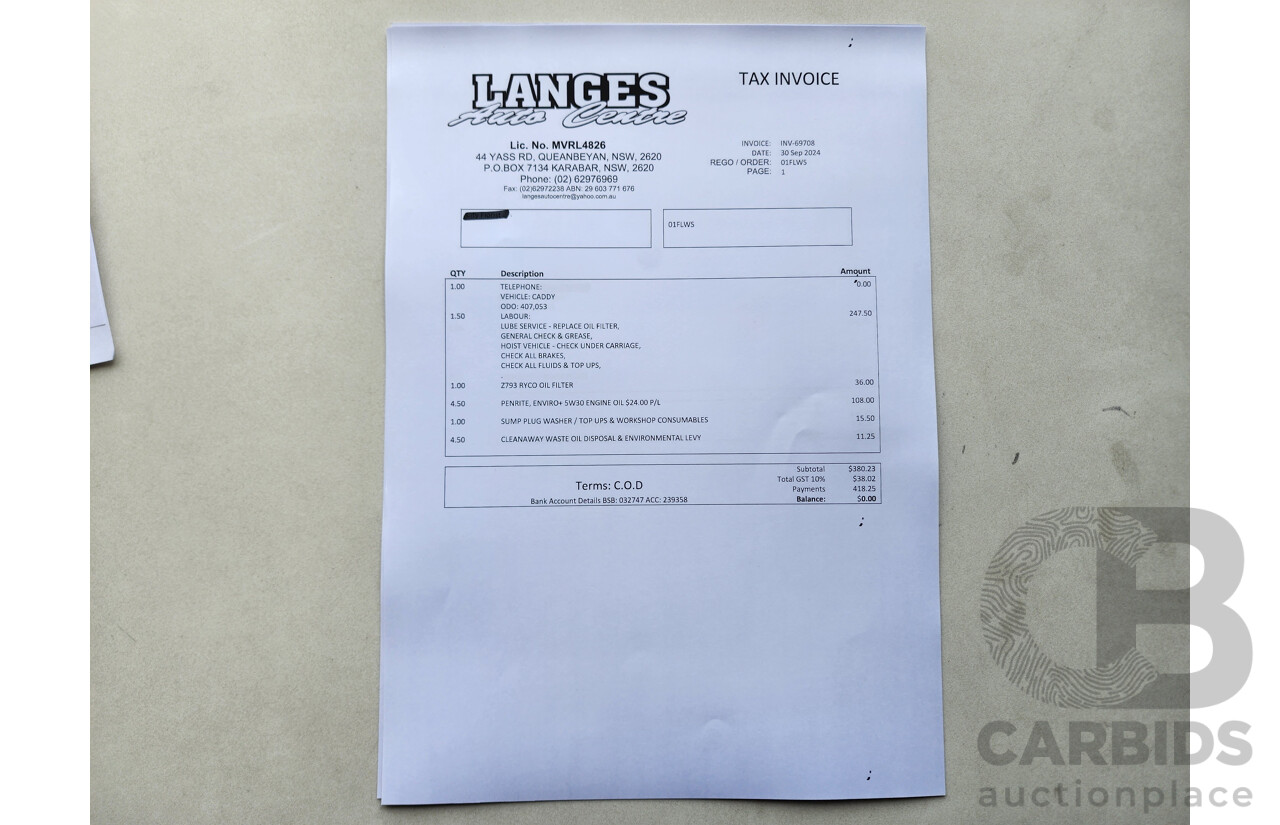 LANGES
Auto Centre
TAX INVOICE
Lic. No. MVRL4826
44 YASS RD, QUEANBEYAN, NSW, 2620
P.O.BOX 7134 KARABAR, NSW, 2620
Phone: (02) 62976969
Fax: (02)62972238 ABN: 29 603 771 676
langesautocentre@yahoo.com.au
INVOICE: INV-69708
DATE: 30 Sep 2024
REGO / ORDER: 01FLWS
PAGE: 1
01FLWS
QTY Description Amount
1.00 TELEPHONE: 0.00
VEHICLE: CADDY
ODO: 407,053
1.50 LABOUR: 247.50
LUBE SERVICE - REPLACE OIL FILTER,
GENERAL CHECK & GREASE,
HOIST VEHICLE - CHECK UNDER CARRIAGE,
CHECK ALL BRAKES,
CHECK ALL FLUIDS & TOP UPS,
1.00 Z793 RYCO OIL FILTER 36.00
4.50 PENRITE, ENVIRO+ 5W30 ENGINE OIL $24.00 P/L 108.00
1.00 SUMP PLUG WASHER / TOP UPS & WORKSHOP CONSUMABLES 15.50
4.50 CLEANAWAY WASTE OIL DISPOSAL & ENVIRONMENTAL LEVY 11.25
Terms: C.O.D
Bank Account Details BSB: 032747 ACC: 239358
Subtotal $380.23
Total GST 10% $38.02
Payments 418.25
Balance: $0.00
CB
CARBIDS
auctionplace